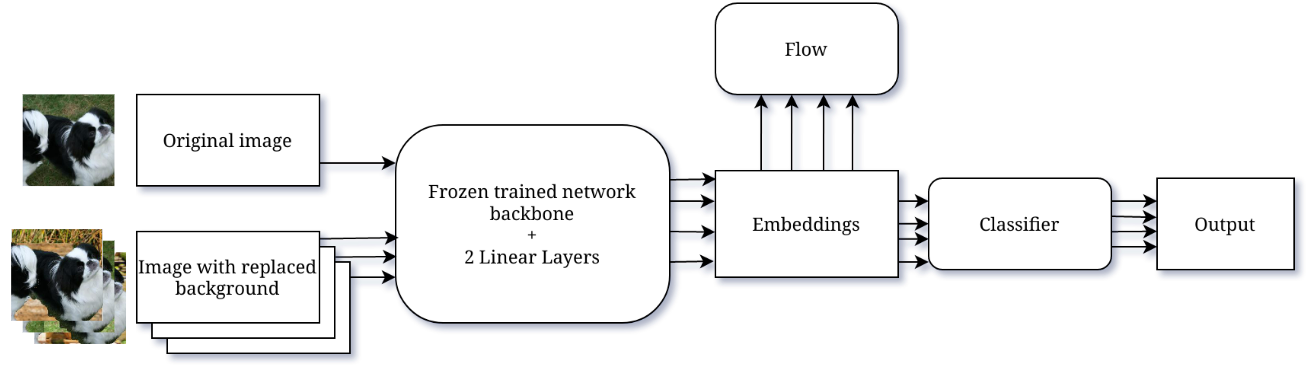 Flow
Original image
Frozen trained network
backbone
+
2 Linear Layers
Image with replaced
background
Embeddings
Classifier
Output